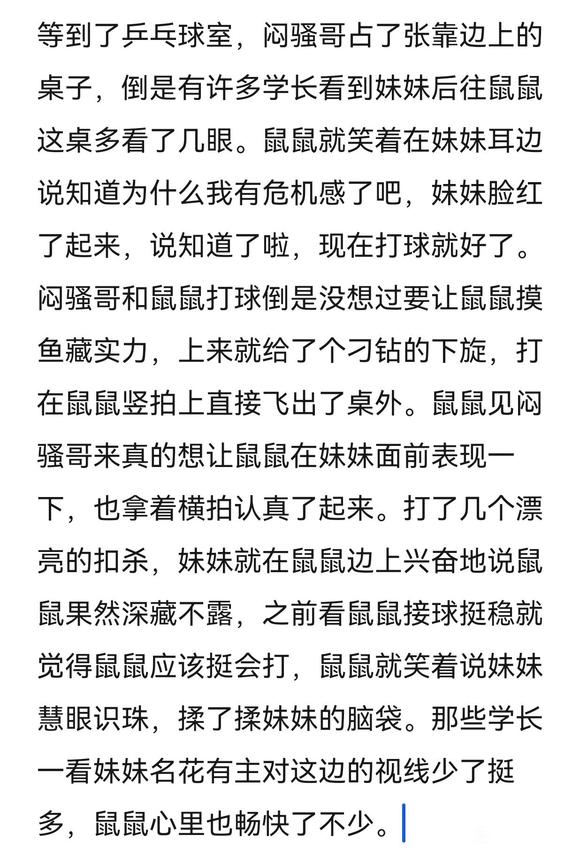 等到了乒乓球室，闷骚哥占了张靠边上的
桌子，倒是有许多学长看到妹妹后往鼠鼠
这桌多看了几眼。鼠鼠就笑着在妹妹耳边
说知道为什么我有危机感了吧，妹妹脸红
了起来，说知道了啦，现在打球就好了。
闷骚哥和鼠鼠打球倒是没想过要让鼠鼠摸
鱼藏实力，上来就给了个刁钻的下旋，打
在鼠鼠竖拍上直接飞出了桌外。鼠鼠见闷
骚哥来真的想让鼠鼠在妹妹面前表现一
下，也拿着横拍认真了起来。打了几个漂
亮的扣杀，妹妹就在鼠鼠边上兴奋地说鼠
鼠果然深藏不露，之前看鼠鼠接球挺稳就
觉得鼠鼠应该挺会打，鼠鼠就笑着说妹妹
慧眼识珠，揉了揉妹妹的脑袋。那些学长
一看妹妹名花有主对这边的视线少了挺
多，鼠鼠心里也畅快了不少。